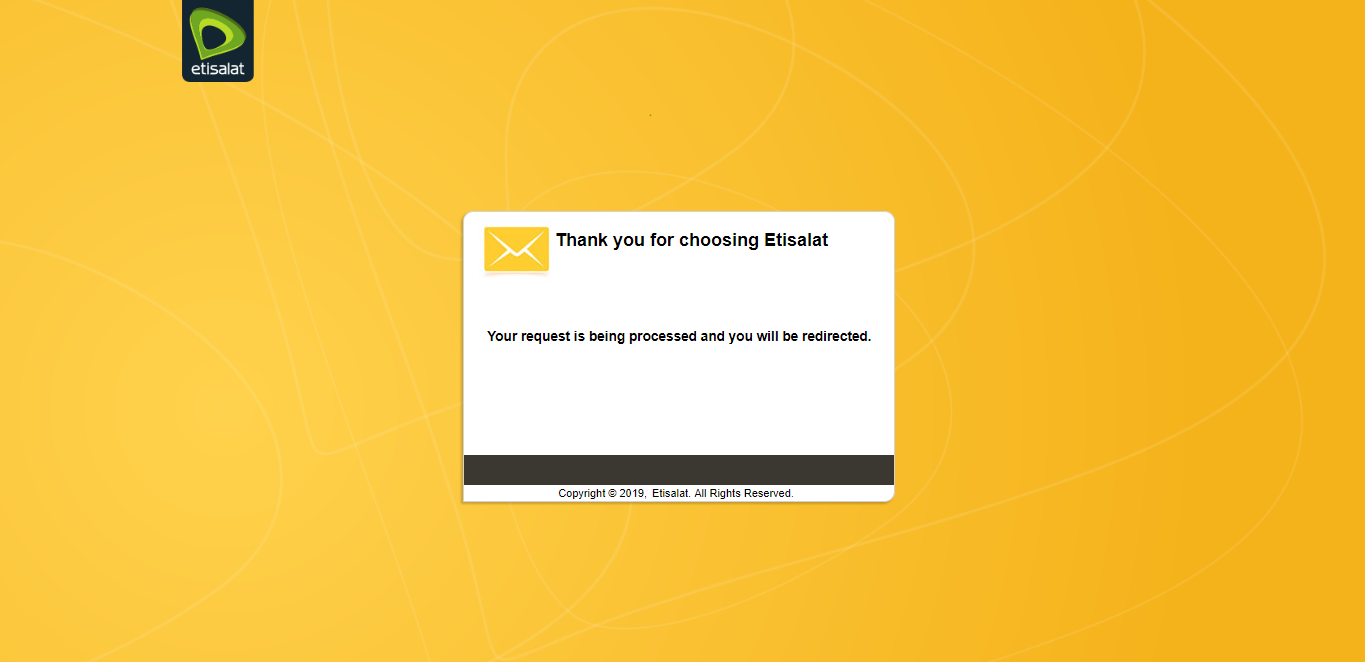 etisalat
Thank you for choosing Etisalat
Your request is being processed and you will be redirected.
Copyright © 2019, Etisalat. All Rights Reserved.